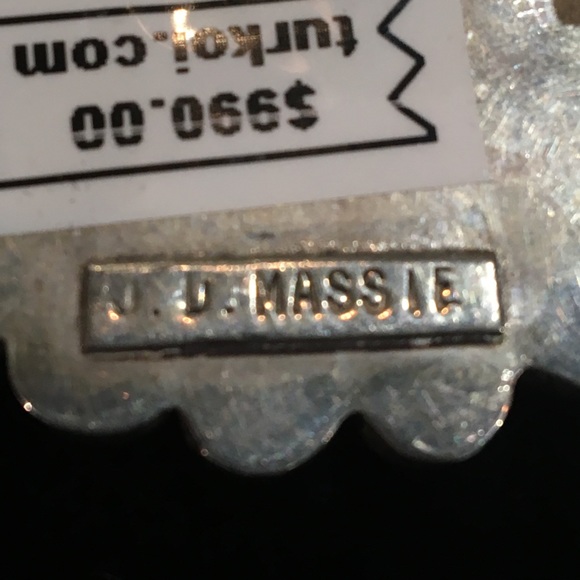 $990.00
turkoi.com
J. D. MASSIE